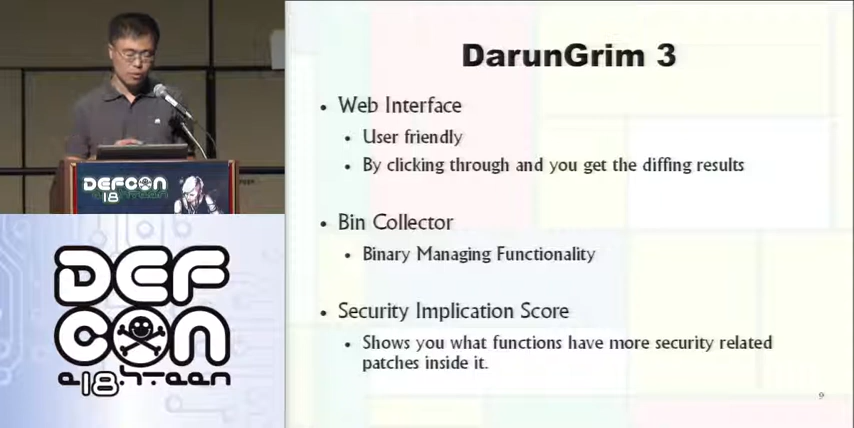 DarunGrim 3
• Web Interface
• User friendly
• By clicking through and you get the diffing results
• Bin Collector
• Binary Managing Functionality
• Security Implication Score
• Shows you what functions have more security related
patches inside it.
9
DEFCON
18
DEF
CON
e18hteen